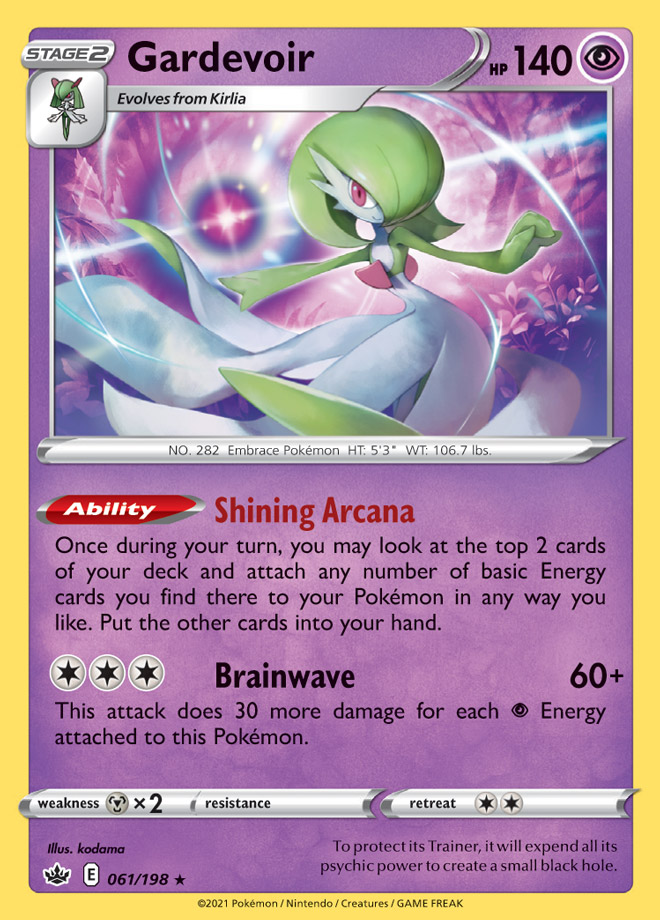 STAGE 2
Gardevoir
HP 140
Evolves from Kirlia
NO. 282 Embrace Pokémon HT: 5'3" WT: 106.7 lbs.
Ability Shining Arcana
Once during your turn, you may look at the top 2 cards
of your deck and attach any number of basic Energy
cards you find there to your Pokémon in any way you
like. Put the other cards into your hand.
Brainwave 60+
This attack does 30 more damage for each Energy
attached to this Pokémon.
weakness ×2 resistance retreat
Illus. kodama
To protect its Trainer, it will expend all its
psychic power to create a small black hole.
E 061/198 ★
©2021 Pokémon / Nintendo / Creatures / GAME FREAK